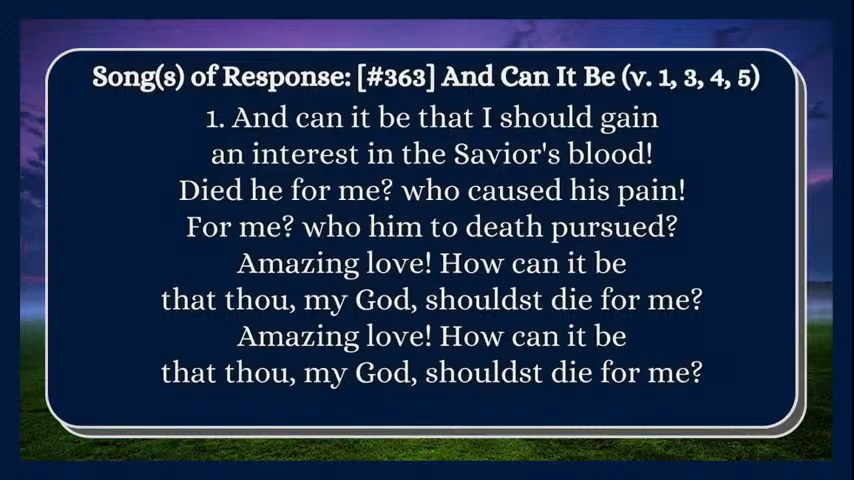 Song(s) of Response: [#363] And Can It Be (v. 1, 3, 4, 5)
1. And can it be that I should gain
an interest in the Savior's blood!
Died he for me? who caused his pain!
For me? who him to death pursued?
Amazing love! How can it be
that thou, my God, shouldst die for me?
Amazing love! How can it be
that thou, my God, shouldst die for me?